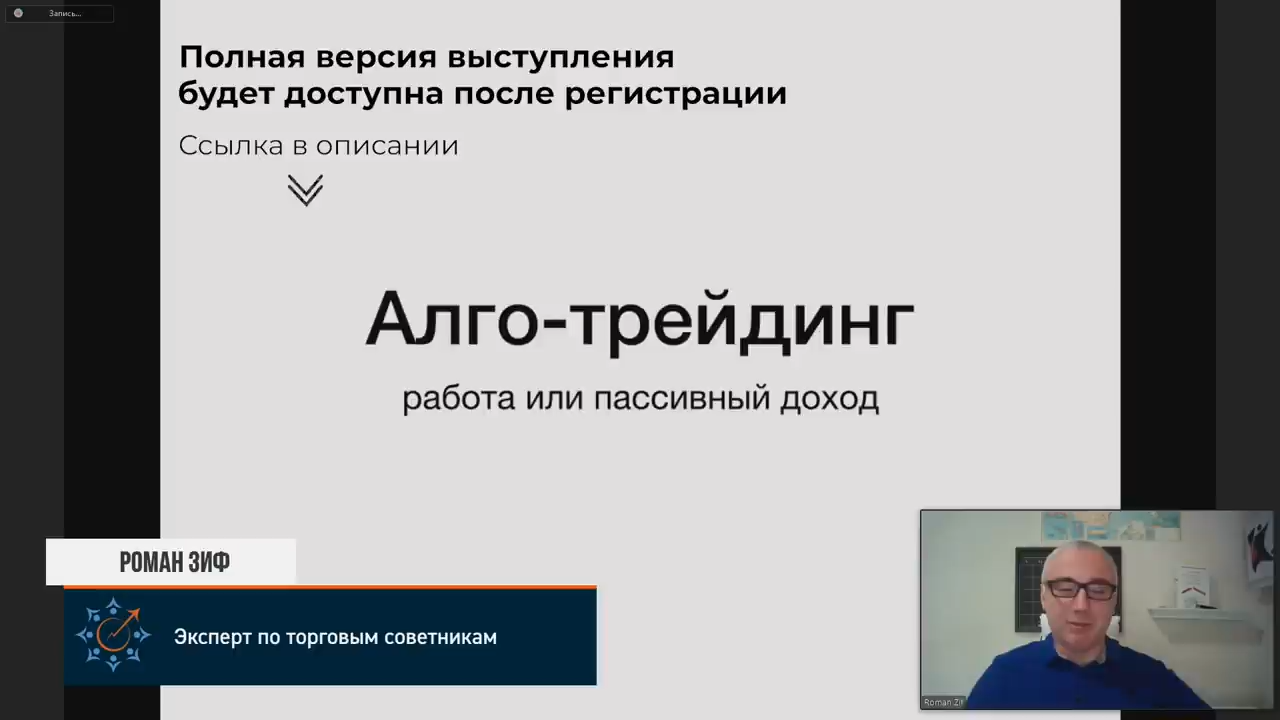 Запись...
Полная версия выступления
будет доступна после регистрации
Ссылка в описании
Алго-трейдинг
работа или пассивный доход
РОМАН ЗИФ
Эксперт по торговым советникам
Roman Zif